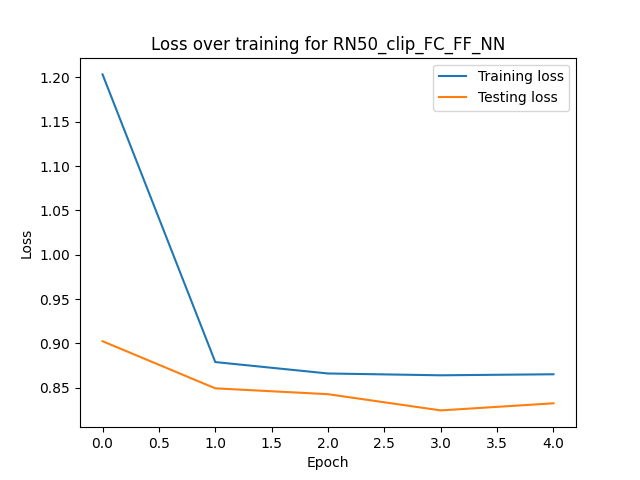 Loss over training for RN50_clip_FC_FF_NN
Training loss
Testing loss
1.20
1.15
1.10
1.05
1.00
0.95
0.90
0.85
Loss
0.0 0.5 1.0 1.5 2.0 2.5 3.0 3.5 4.0
Epoch